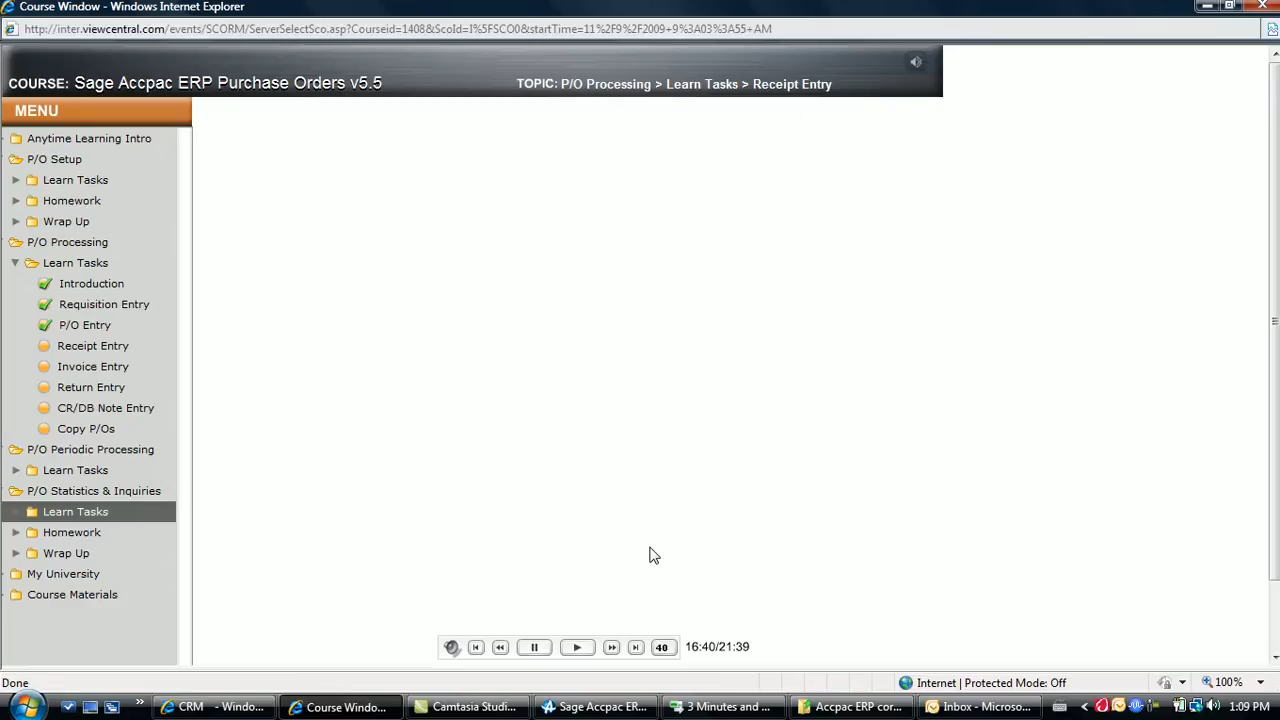 Course Window - Windows Internet Explorer
http://inter.viewcentral.com/events/SCORM/ServerSelectSco.asp?Courseid=1408&ScoId=I%5FSCO0&startTime=11%2F9%2F2009+9%3A03%3A55+AM
COURSE: Sage Accpac ERP Purchase Orders v5.5
TOPIC: P/O Processing > Learn Tasks > Receipt Entry
MENU
Anytime Learning Intro
P/O Setup
Learn Tasks
Homework
Wrap Up
P/O Processing
Learn Tasks
Introduction
Requisition Entry
P/O Entry
Receipt Entry
Invoice Entry
Return Entry
CR/DB Note Entry
Copy P/Os
P/O Periodic Processing
Learn Tasks
P/O Statistics & Inquiries
Learn Tasks
Homework
Wrap Up
My University
Course Materials
40 16:40/21:39
Done
Internet | Protected Mode: Off
100%
CRM - Windo...
Course Windo...
Camtasia Studi...
Sage Accpac ER...
3 Minutes and ...
Accpac ERP cor...
Inbox - Microso...
1:09 PM